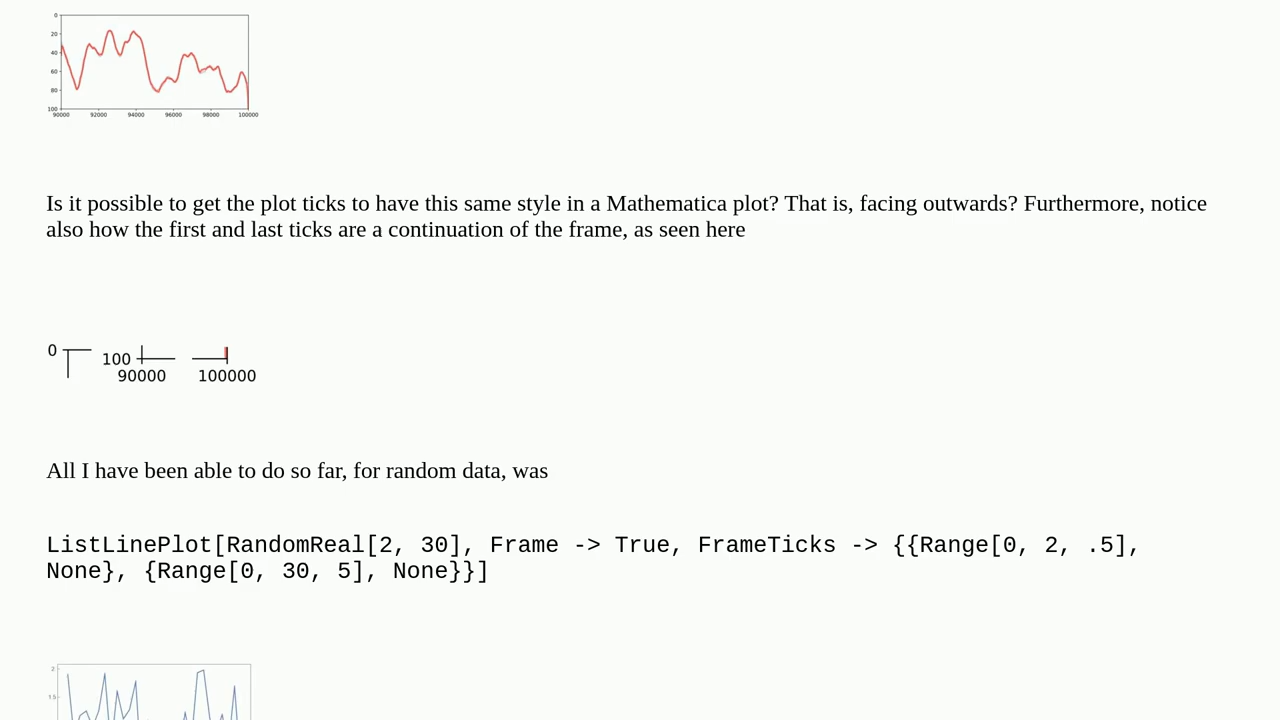 0
20
40
60
80
100
90000 92000 94000 96000 98000 100000
Is it possible to get the plot ticks to have this same style in a Mathematica plot? That is, facing outwards? Furthermore, notice
also how the first and last ticks are a continuation of the frame, as seen here
0
100
90000 100000
All I have been able to do so far, for random data, was
ListLinePlot[RandomReal[2, 30], Frame -> True, FrameTicks -> {{Range[0, 2, .5],
None}, {Range[0, 30, 5], None}}]
2
1.5